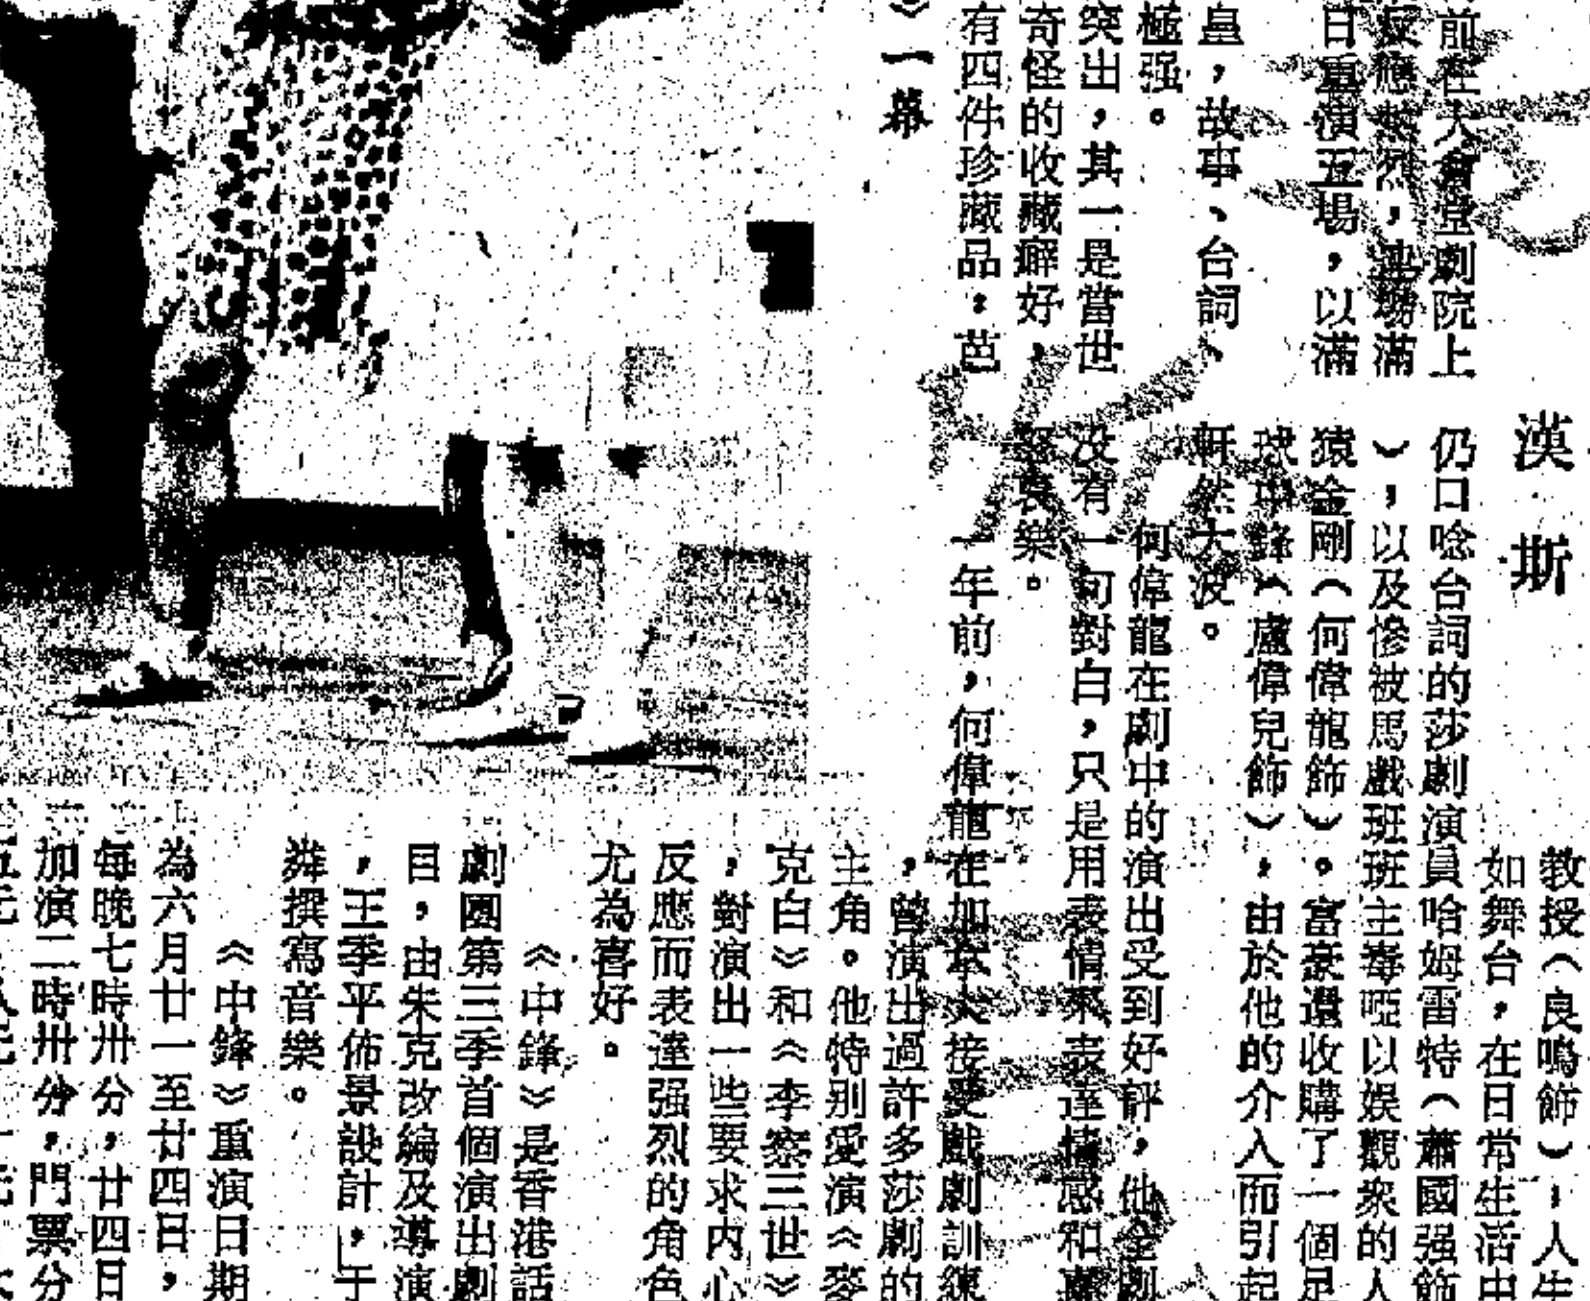 前在大會堂劇院上
反應熱烈，連場滿
日重演五場，以滿
皇，故事、台詞、
極强。
突出，其一是當世
奇怪的收藏癖好，
有四件珍藏品：芭
》一幕
漢·斯
教授（良鳴飾）；人生
如舞台，在日常生活中
仍口唸台詞的莎劇演員哈姆雷特（蕭國强飾
），以及慘被馬戲班班主毒啞以娛觀衆的人
猿金剛（何偉龍飾）。富豪還收購了一個足
球中鋒（盧偉兒飾），由於他的介入而引起
軒然大波。
何偉龍在劇中的演出受到好評，他全劇
没有一句對白，只是用表情來表達情感和
怒哀樂。
一年前，何偉龍在加拿大接受戲劇訓練
，曾演出過許多莎劇的
主角。他特别愛演《麥
克白》和《李察三世》
，對演出一些要求内心
反應而表達强烈的角色
尤為喜好。
《中鋒》是香港話
劇團第三季首個演出劇
目，由朱克改編及導演
，王季平佈景設計，于
粦撰寫音樂。
《中鋒》重演日期
為六月廿一至廿四日，
每晚七時卅分，廿四日
加演二時卅分，門票分